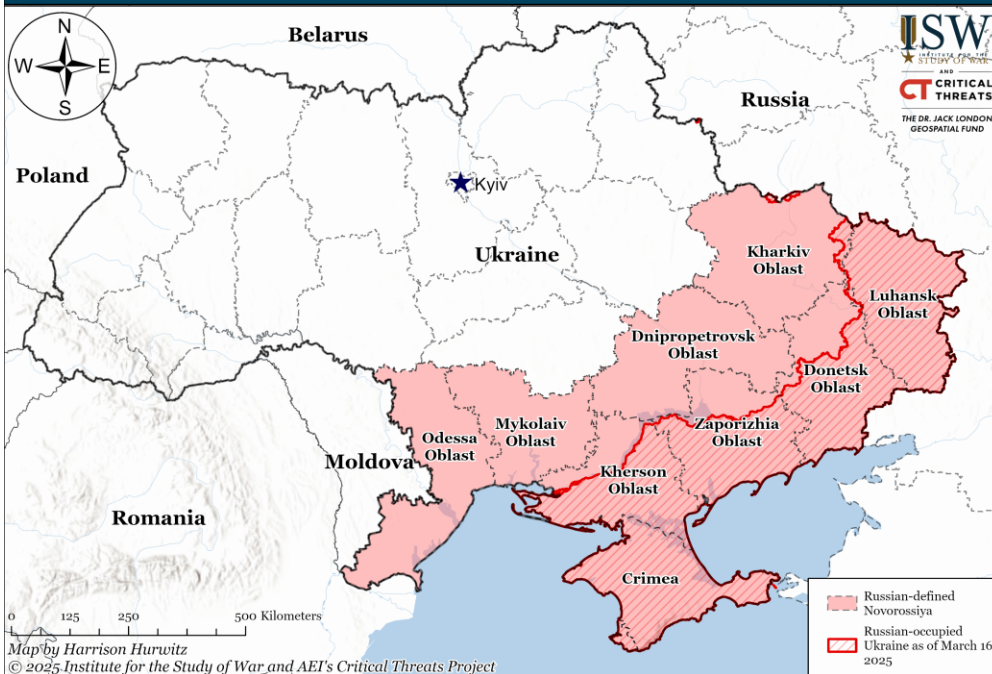 N
W
E
S
Belarus
ISW
INSTITUTE FOR THE
STUDY OF WAR
AND
CT CRITICAL
THREATS
THE DR. JACK LONDON
GEOSPATIAL FUND
Russia
Poland
Kyiv
Ukraine
Kharkiv
Oblast
Luhansk
Oblast
Dnipropetrovsk
Oblast
Donetsk
Oblast
Mykolaiv
Oblast
Zaporizhia
Oblast
Odessa
Oblast
Moldova
Kherson
Oblast
Romania
Crimea
0 125 250 500 Kilometers
Russian-defined
Novorossiya
Russian-occupied
Ukraine as of March 16
2025
Map by Harrison Hurwitz
© 2025 Institute for the Study of War and AEI's Critical Threats Project